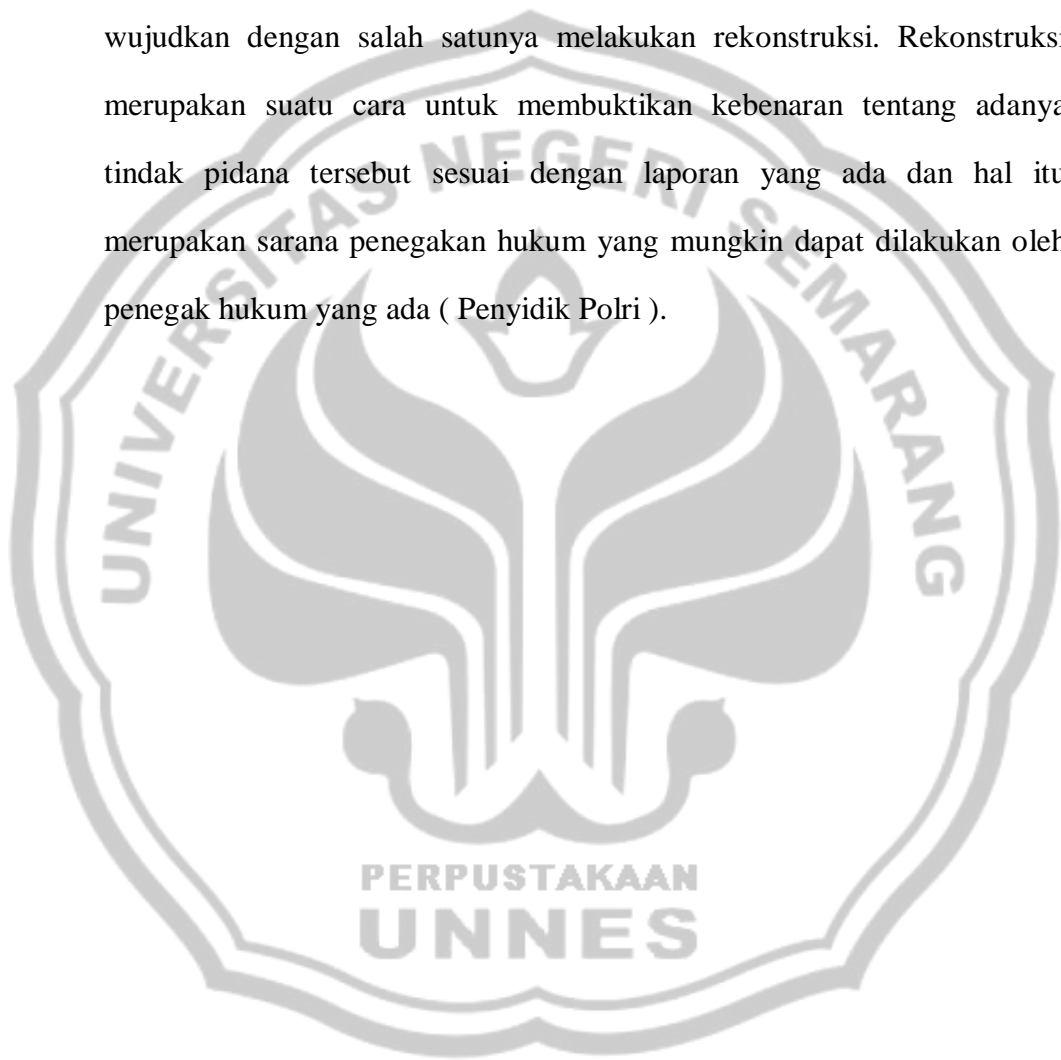 wujudkan dengan salah satunya melakukan rekonstruksi. Rekonstruksi
merupakan suatu cara untuk membuktikan kebenaran tentang adanya
tindak pidana tersebut sesuai dengan laporan yang ada dan hal itu
merupakan sarana penegakan hukum yang mungkin dapat dilakukan oleh
penegak hukum yang ada ( Penyidik Polri ).
UNIVERSITAS NEGERI SEMARANG
PERPUSTAKAAN
UNNES